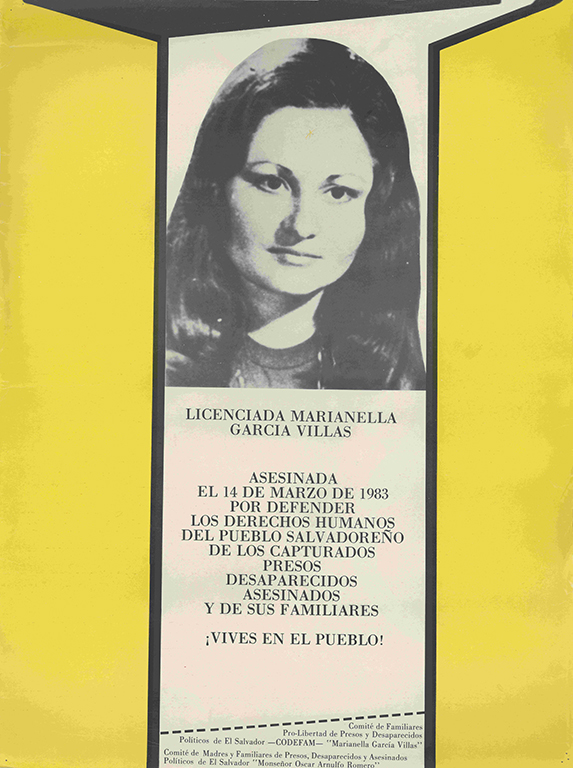 LICENCIADA MARIANELLA
GARCIA VILLAS
ASESINADA
EL 14 DE MARZO DE 1983
POR DEFENDER
LOS DERECHOS HUMANOS
DEL PUEBLO SALVADOREÑO
DE LOS CAPTURADOS
PRESOS
DESAPARECIDOS
ASESINADOS
Y DE SUS FAMILIARES
¡VIVES EN EL PUEBLO!
Comité de Familiares
Pro-Libertad de Presos y Desaparecidos
Políticos de El Salvador —CODEFAM— "Marianella García Villas"
Comité de Madres y Familiares de Presos, Desaparecidos y Asesinados
Políticos de El Salvador "Monseñor Oscar Arnulfo Romero"